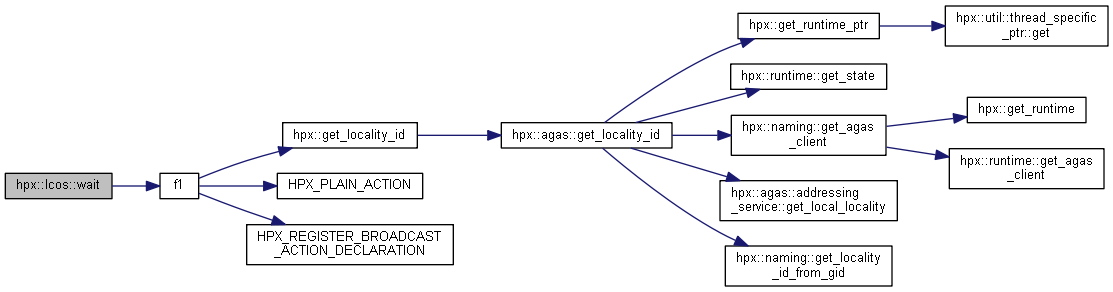 hpx::lcos::wait
f1
hpx::get_locality_id
HPX_PLAIN_ACTION
HPX_REGISTER_BROADCAST
_ACTION_DECLARATION
hpx::agas::get_locality_id
hpx::get_runtime_ptr
hpx::runtime::get_state
hpx::naming::get_agas
_client
hpx::agas::addressing
_service::get_local_locality
hpx::naming::get_locality
_id_from_gid
hpx::util::thread_specific
_ptr::get
hpx::get_runtime
hpx::runtime::get_agas
_client